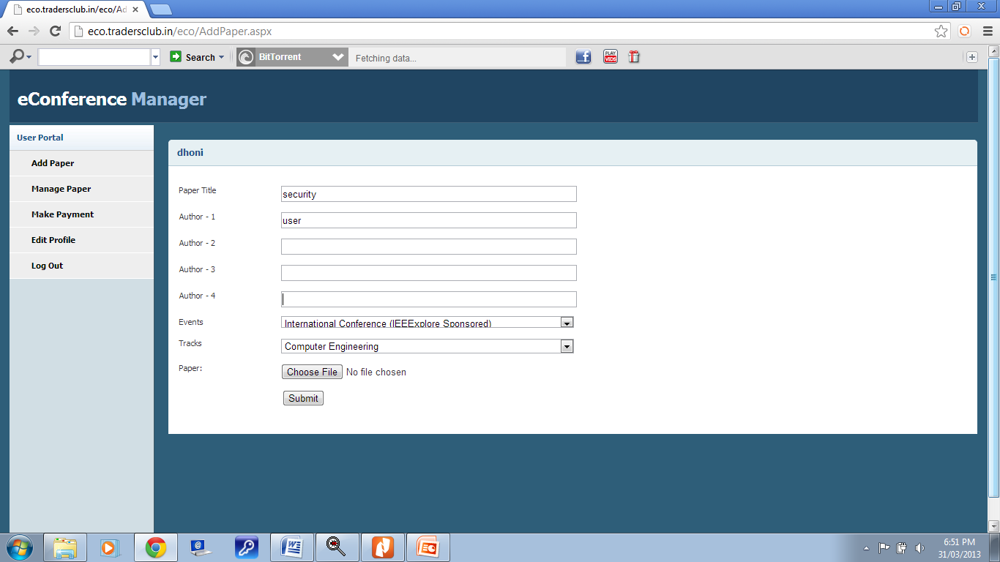 eco.tradersclub.in/eco/Ad
eco.tradersclub.in/eco/AddPaper.aspx
Search
BitTorrent
Fetching data...
PLAY VIDS
eConference Manager
User Portal
Add Paper
Manage Paper
Make Payment
Edit Profile
Log Out
dhoni
Paper Title
security
Author - 1
user
Author - 2
Author - 3
Author - 4
Events
International Conference (IEEExplore Sponsored)
Tracks
Computer Engineering
Paper:
Choose File No file chosen
Submit
6:51 PM
31/03/2013